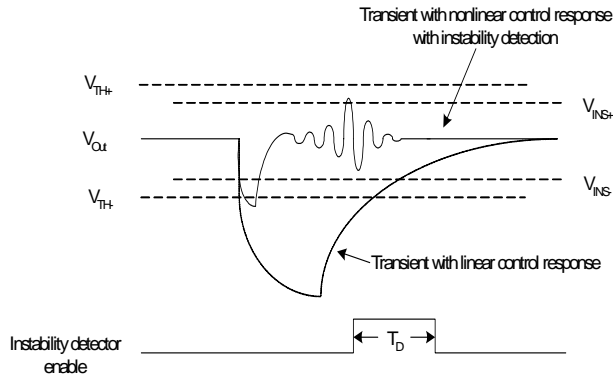 Transient with nonlinear control response
with instability detection
VTH+
VINS+
VOut
VTH-
VINS-
Transient with linear control response
Instability detector
enable
TD